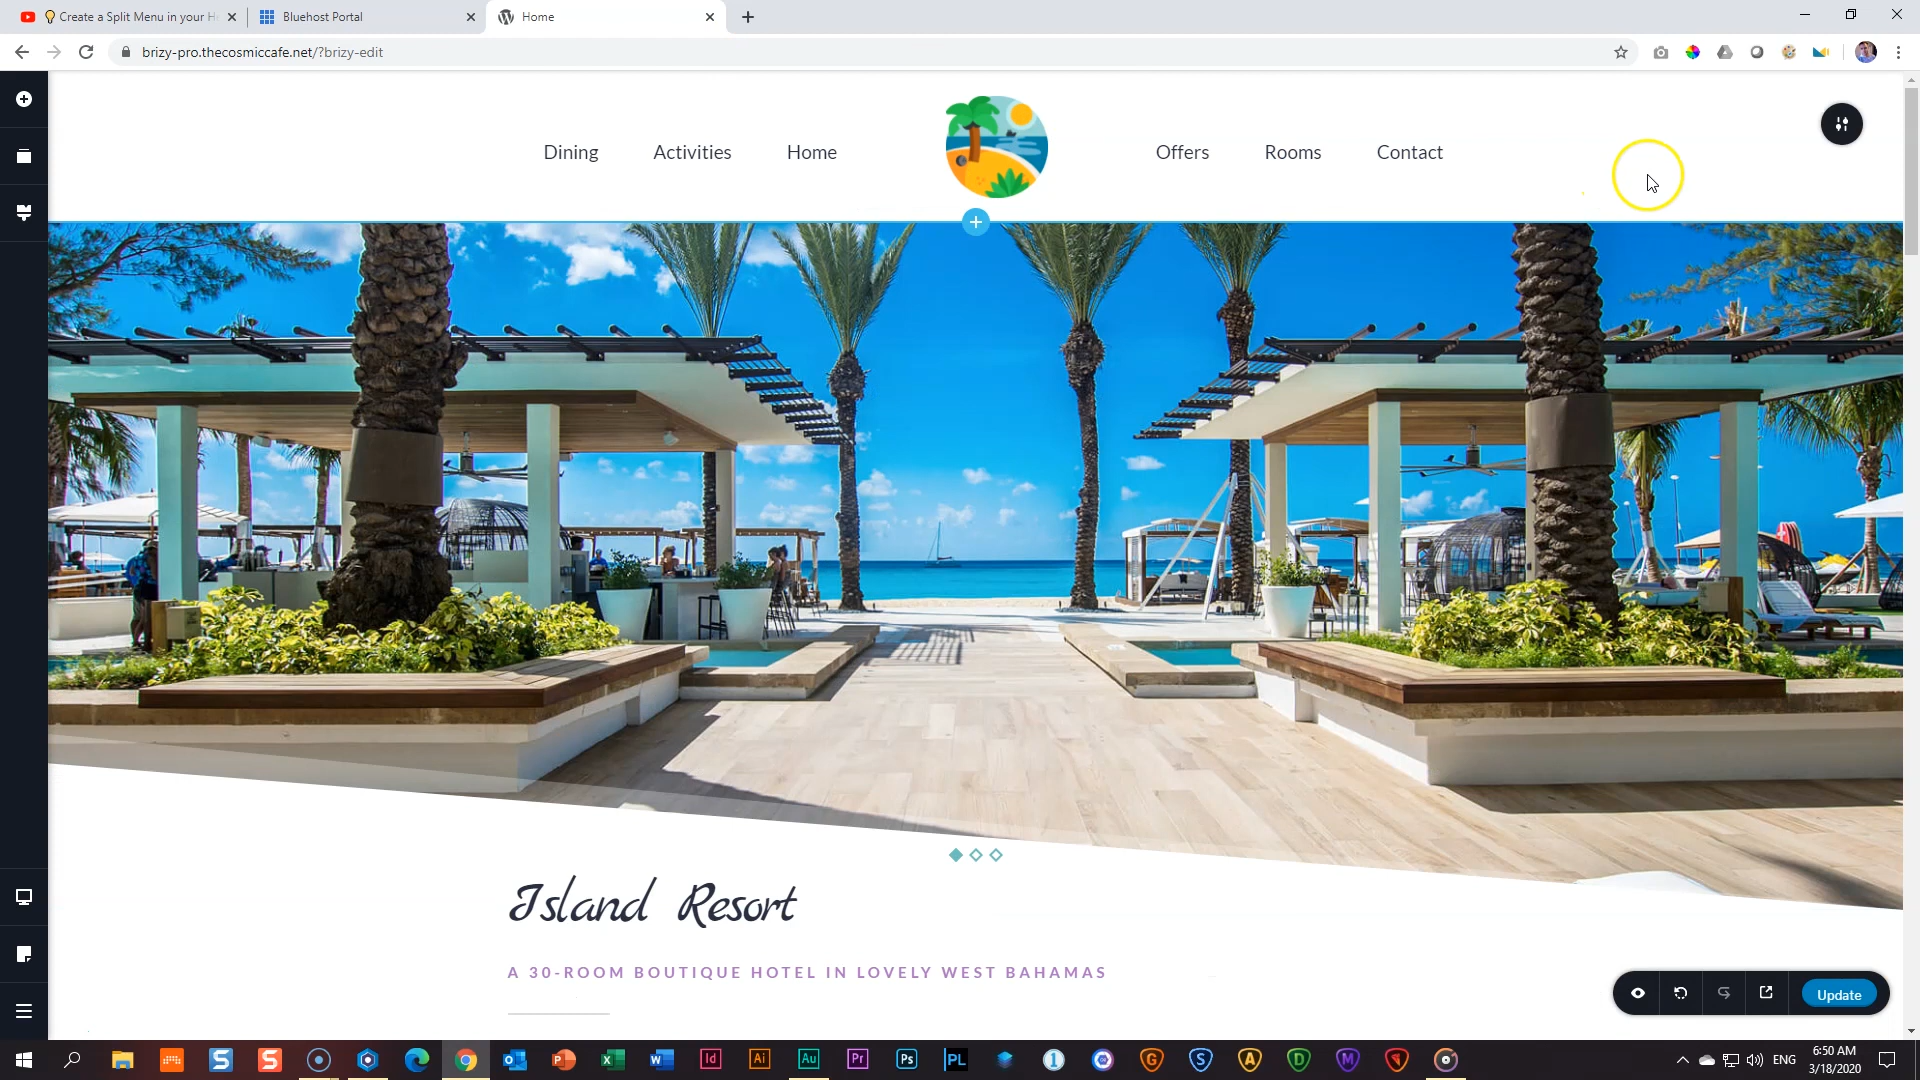 Create a Split Menu in your H
Bluehost Portal
Home
brizy-pro.thecosmiccafe.net/?brizy-edit
Dining
Activities
Home
Offers
Rooms
Contact
Island Resort
A 30-ROOM BOUTIQUE HOTEL IN LOVELY WEST BAHAMAS
Update
ENG
6:50 AM
3/18/2020